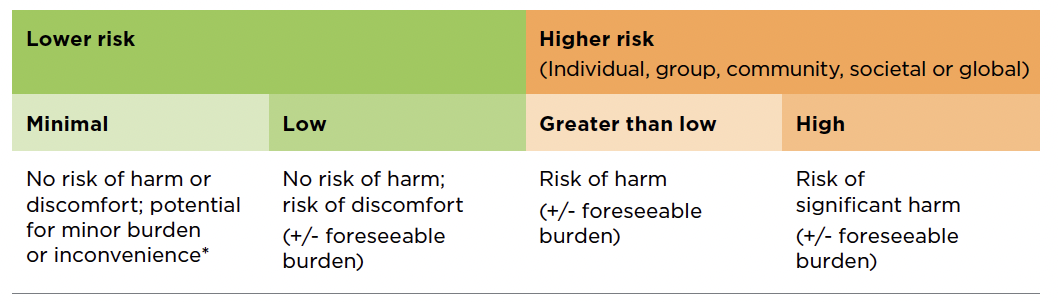 Lower risk
Higher risk
(Individual, group, community, societal or global)
Minimal
Low
Greater than low
High
No risk of harm or
discomfort; potential
for minor burden
or inconvenience*
No risk of harm;
risk of discomfort
(+/- foreseeable
burden)
Risk of harm
(+/- foreseeable
burden)
Risk of
significant harm
(+/- foreseeable
burden)